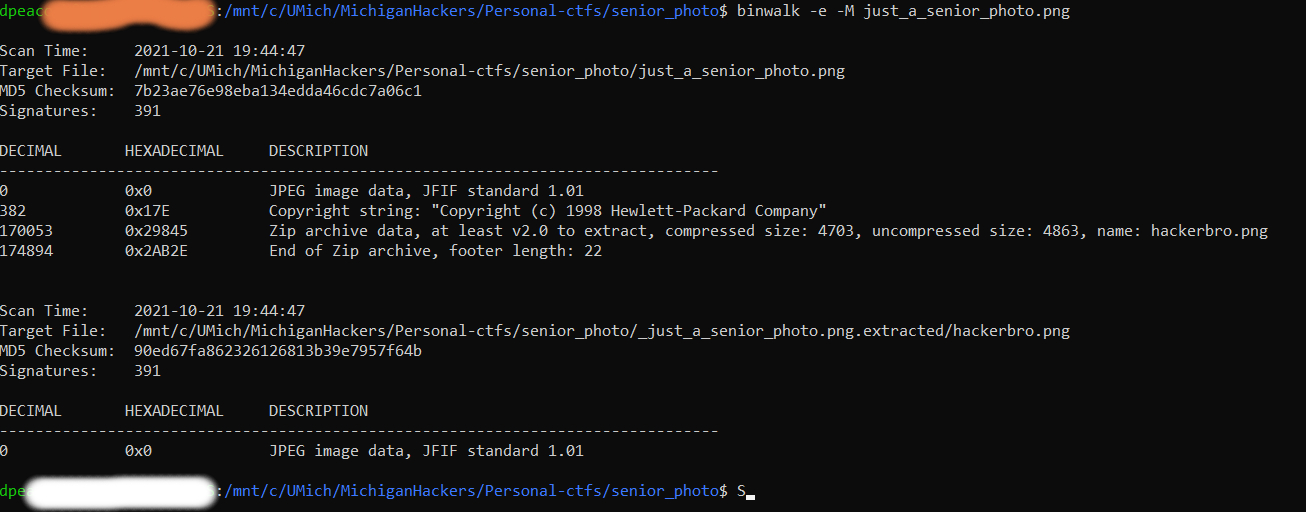 dpeac:/mnt/c/UMich/MichiganHackers/Personal-ctfs/senior_photo$ binwalk -e -M just_a_senior_photo.png
Scan Time:     2021-10-21 19:44:47
Target File:   /mnt/c/UMich/MichiganHackers/Personal-ctfs/senior_photo/just_a_senior_photo.png
MD5 Checksum:  7b23ae76e98eba134edda46cdc7a06c1
Signatures:    391
DECIMAL       HEXADECIMAL     DESCRIPTION
--------------------------------------------------------------------------------
0             0x0             JPEG image data, JFIF standard 1.01
382           0x17E           Copyright string: "Copyright (c) 1998 Hewlett-Packard Company"
170053        0x29845         Zip archive data, at least v2.0 to extract, compressed size: 4703, uncompressed size: 4863, name: hackerbro.png
174894        0x2AB2E         End of Zip archive, footer length: 22
Scan Time:     2021-10-21 19:44:47
Target File:   /mnt/c/UMich/MichiganHackers/Personal-ctfs/senior_photo/_just_a_senior_photo.png.extracted/hackerbro.png
MD5 Checksum:  90ed67fa862326126813b39e7957f64b
Signatures:    391
DECIMAL       HEXADECIMAL     DESCRIPTION
--------------------------------------------------------------------------------
0             0x0             JPEG image data, JFIF standard 1.01
dpe:/mnt/c/UMich/MichiganHackers/Personal-ctfs/senior_photo$ S